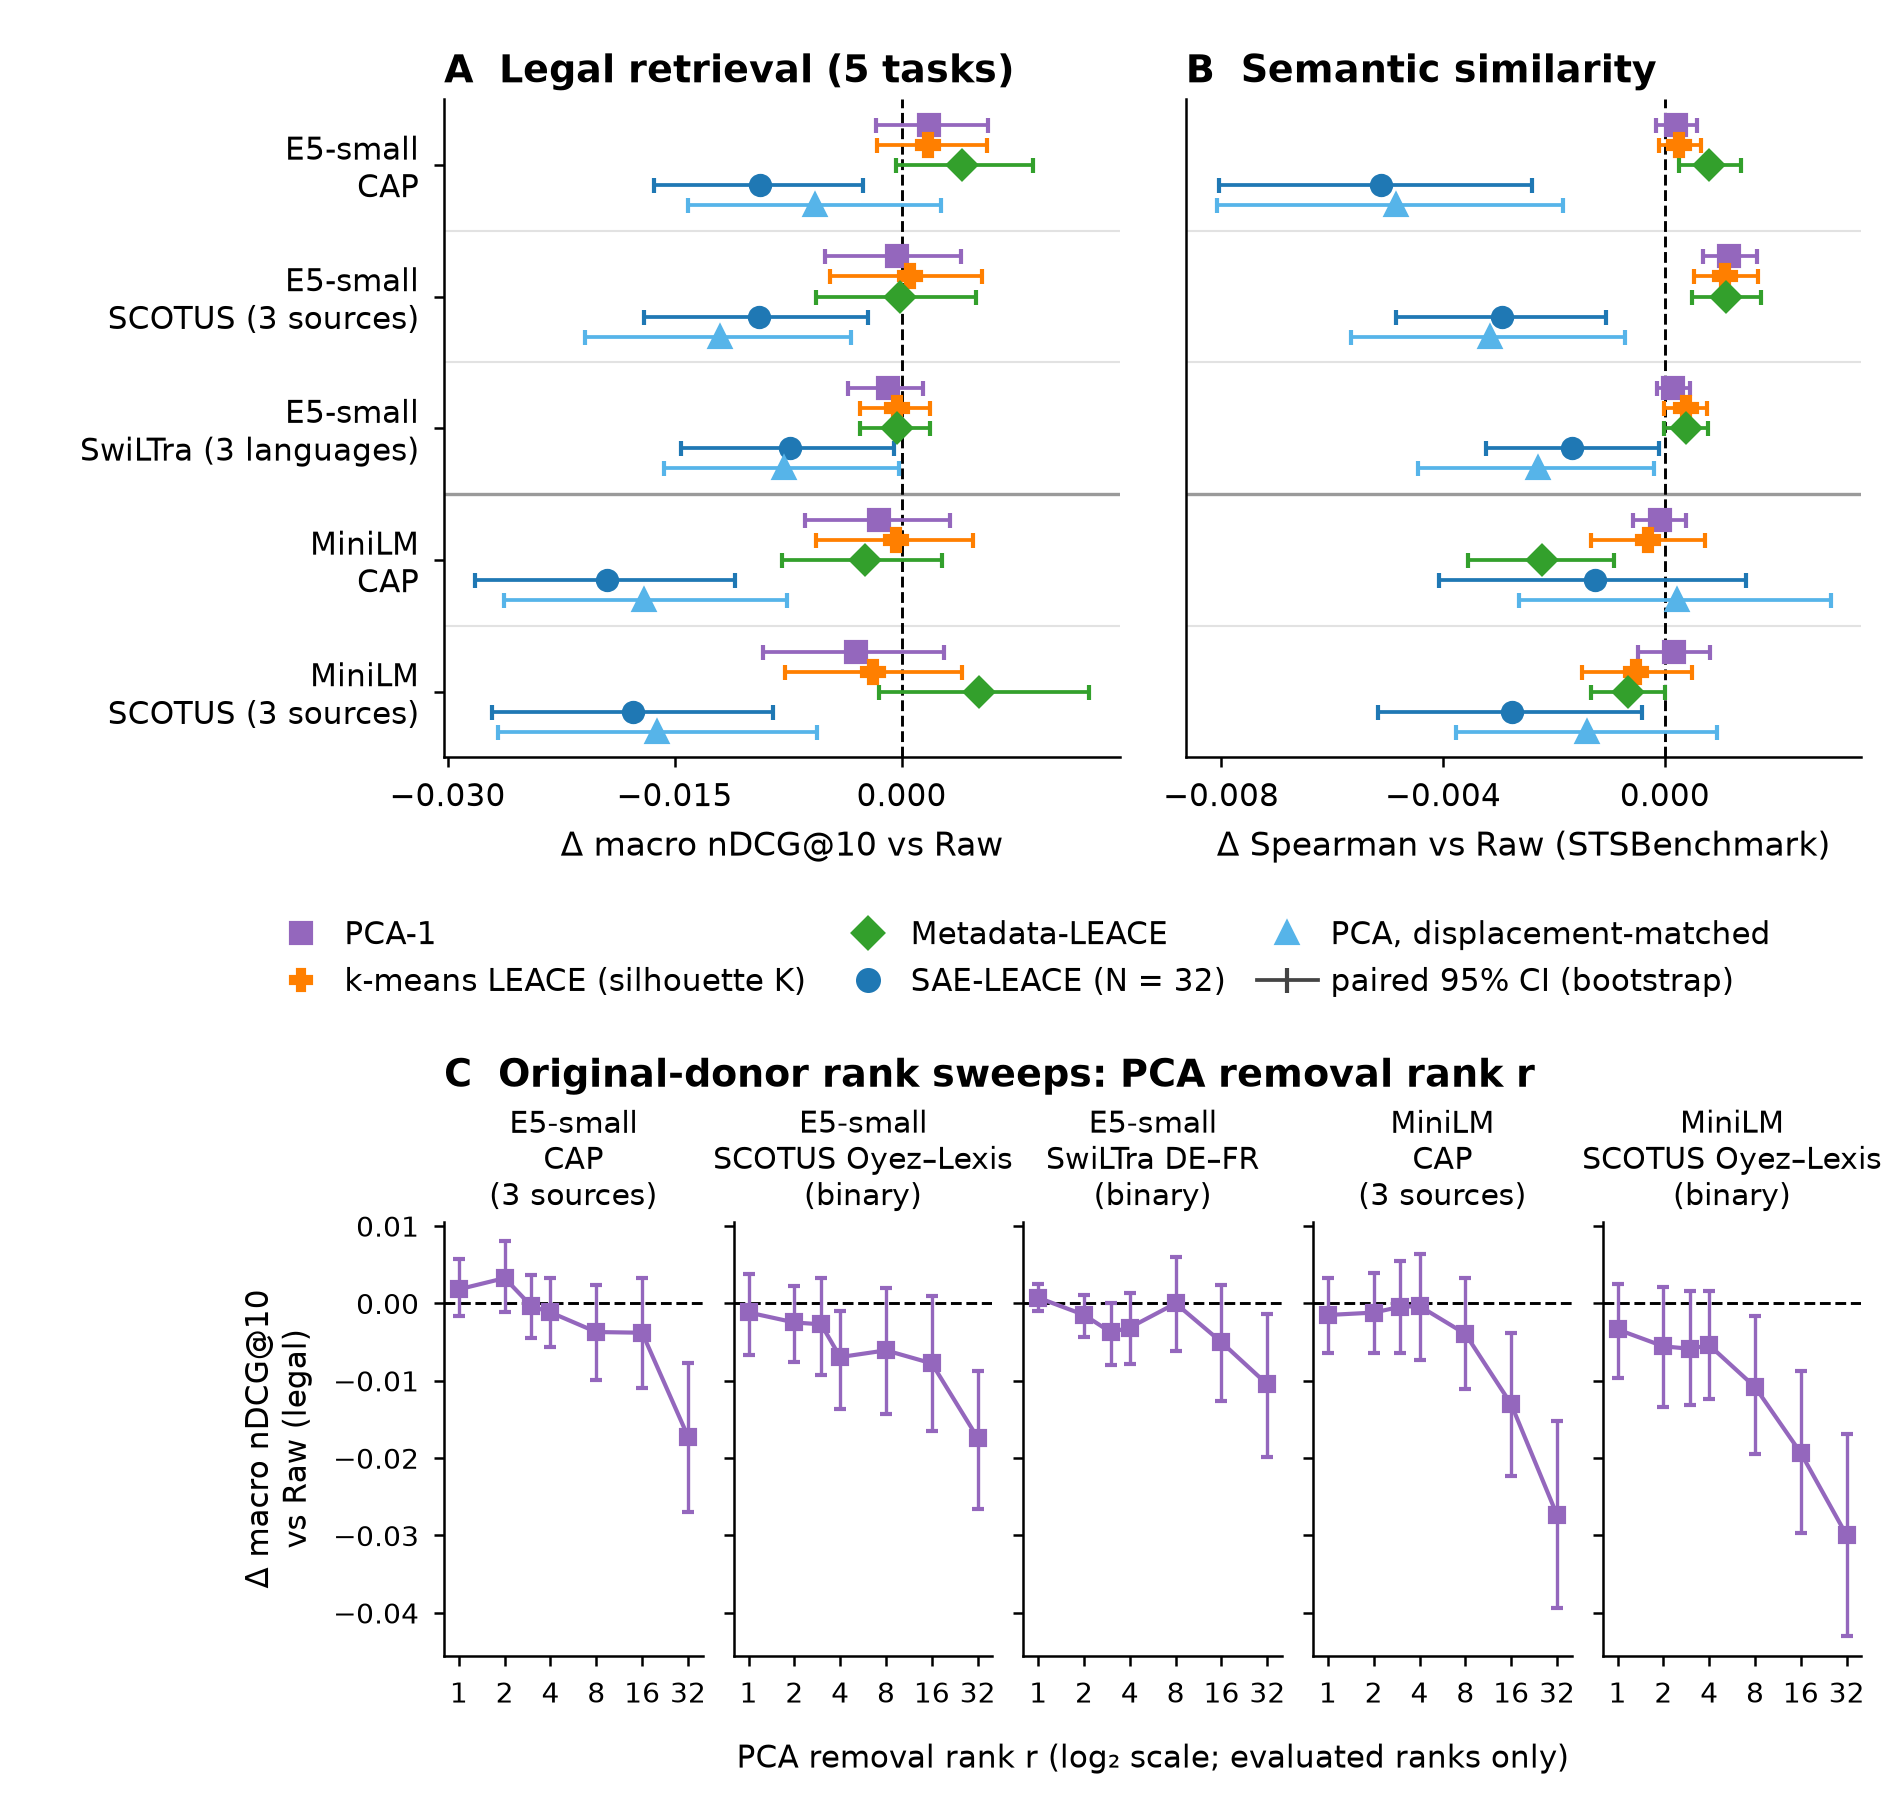 A Legal retrieval (5 tasks)
B Semantic similarity
E5-small
CAP
E5-small
SCOTUS (3 sources)
E5-small
SwiLTra (3 languages)
MiniLM
CAP
MiniLM
SCOTUS (3 sources)
−0.030 −0.015 0.000
−0.008 −0.004 0.000
Δ macro nDCG@10 vs Raw
Δ Spearman vs Raw (STSBenchmark)
PCA-1
Metadata-LEACE
PCA, displacement-matched
k-means LEACE (silhouette K)
SAE-LEACE (N = 32)
paired 95% CI (bootstrap)
C Original-donor rank sweeps: PCA removal rank r
E5-small
CAP
(3 sources)
E5-small
SCOTUS Oyez–Lexis
(binary)
E5-small
SwiLTra DE–FR
(binary)
MiniLM
CAP
(3 sources)
MiniLM
SCOTUS Oyez–Lexis
(binary)
Δ macro nDCG@10
vs Raw (legal)
0.01
0.00
−0.01
−0.02
−0.03
−0.04
1 2 4 8 16 32
1 2 4 8 16 32
1 2 4 8 16 32
1 2 4 8 16 32
1 2 4 8 16 32
PCA removal rank r (log₂ scale; evaluated ranks only)